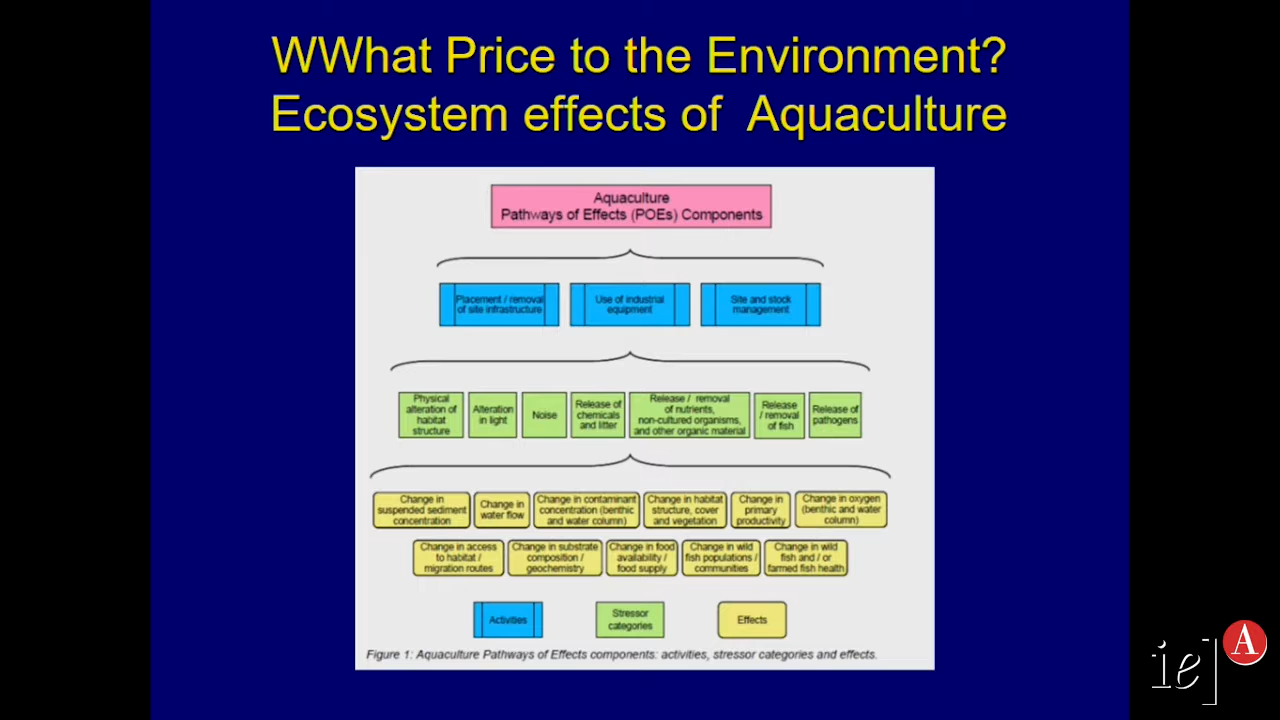 WWhat Price to the Environment?
Ecosystem effects of Aquaculture
Aquaculture
Pathways of Effects (POEs) Components
Placement / removal
of site infrastructure
Use of industrial
equipment
Site and stock
management
Physical
alteration of
habitat
structure
Alteration
in light
Noise
Release of
chemicals
and litter
Release / removal
of nutrients,
non-cultured organisms,
and other organic material
Release
/ removal
of fish
Release of
pathogens
Change in
suspended sediment
concentration
Change in
water flow
Change in contaminant
concentration (benthic
and water column)
Change in habitat
structure, cover
and vegetation
Change in
primary
productivity
Change in oxygen
(benthic and water
column)
Change in access
to habitat /
migration routes
Change in substrate
composition /
geochemistry
Change in food
availability /
food supply
Change in wild
fish populations /
communities
Change in wild
fish and / or
farmed fish health
Activities
Stressor
categories
Effects
Figure 1: Aquaculture Pathways of Effects components: activities, stressor categories and effects.
ie]
A